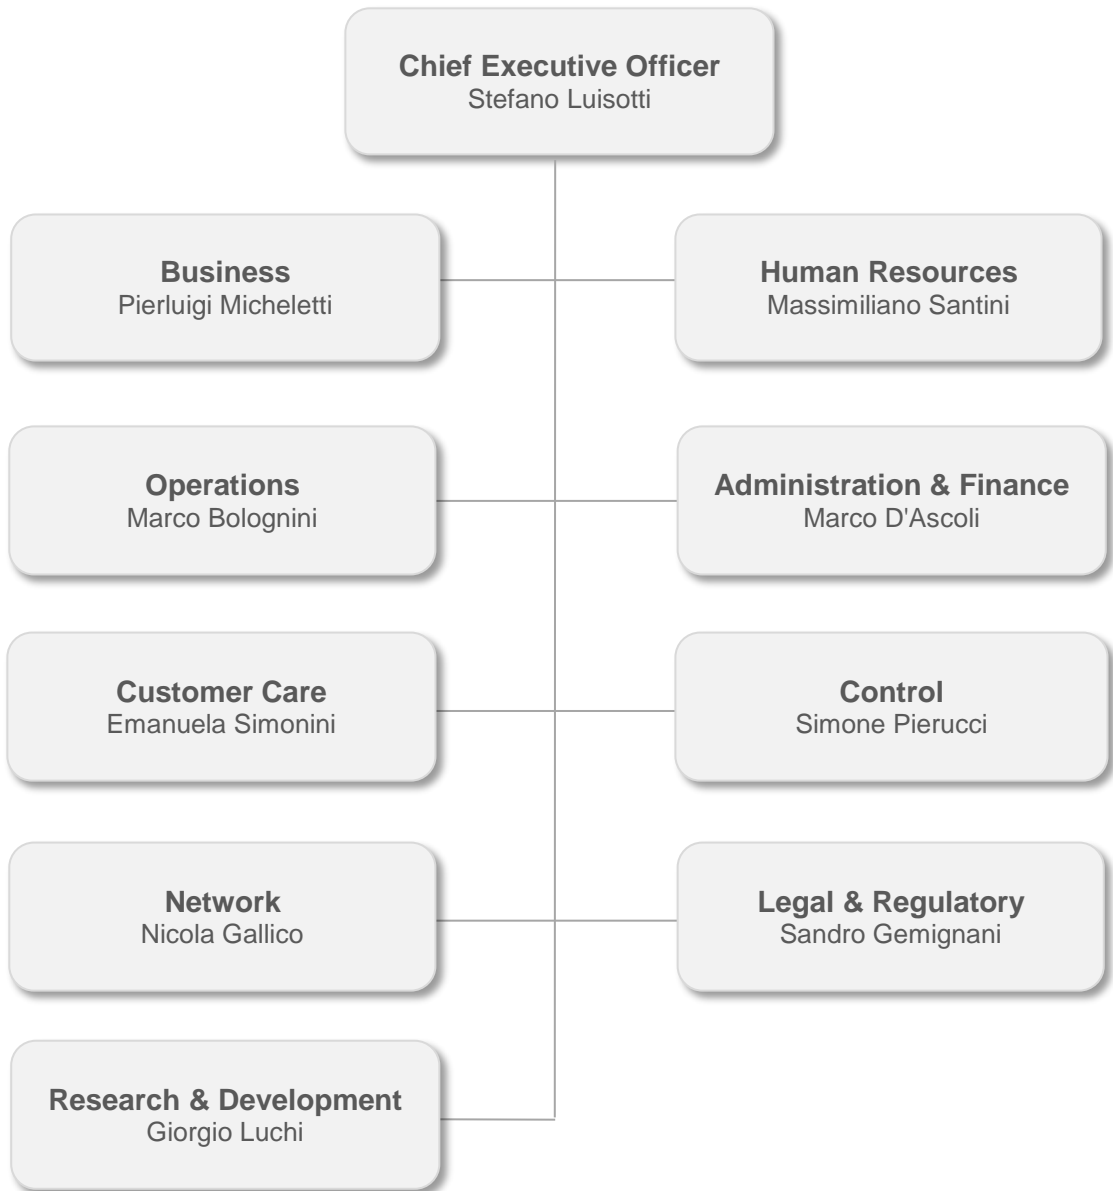 Chief Executive Officer
Stefano Luisotti
Business
Pierluigi Micheletti
Human Resources
Massimiliano Santini
Operations
Marco Bolognini
Administration & Finance
Marco D'Ascoli
Customer Care
Emanuela Simonini
Control
Simone Pierucci
Network
Nicola Gallico
Legal & Regulatory
Sandro Gemignani
Research & Development
Giorgio Luchi